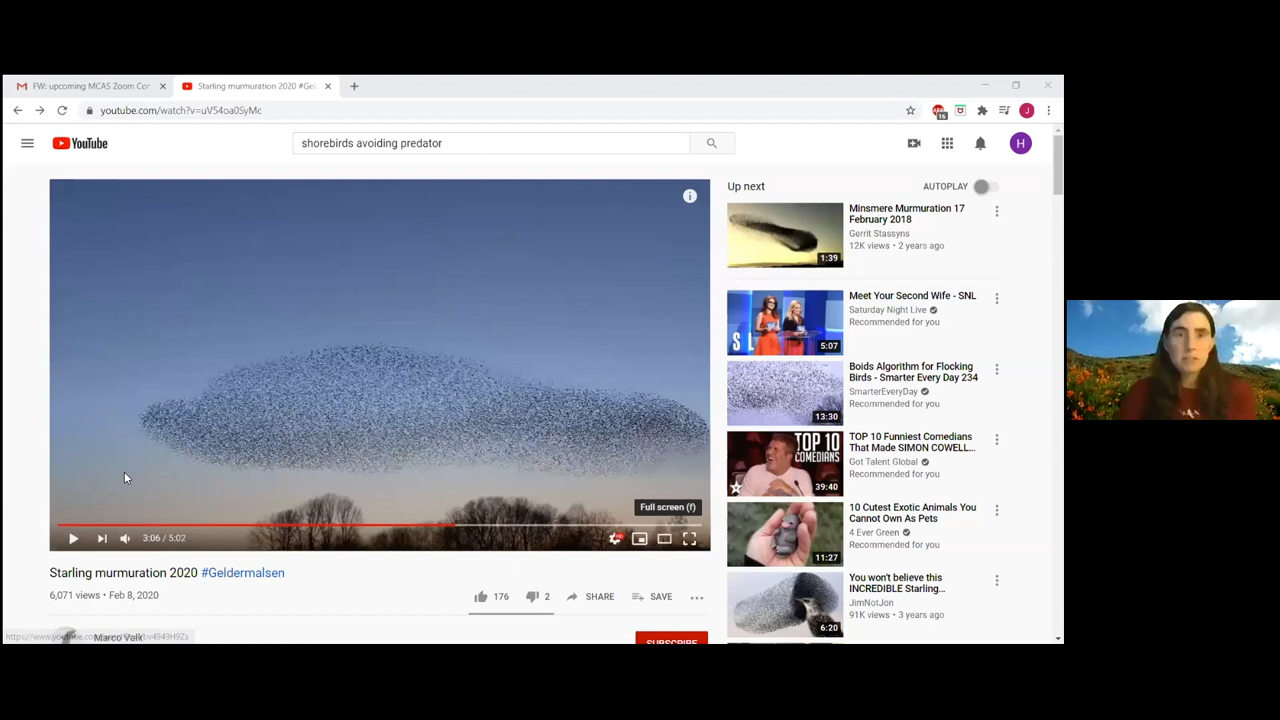 FW: upcoming MCAS Zoom Cor
Starling murmuration 2020 #Gel
youtube.com/watch?v=uV54oa0SyMc
16
J
YouTube
shorebirds avoiding predator
H
Up next
AUTOPLAY
Minsmere Murmuration 17
February 2018
Gerrit Stassyns
12K views • 2 years ago
1:39
Meet Your Second Wife - SNL
Saturday Night Live
Recommended for you
5:07
Boids Algorithm for Flocking
Birds - Smarter Every Day 234
SmarterEveryDay
Recommended for you
13:30
TOP 10
COMEDIANS
TOP 10 Funniest Comedians
That Made SIMON COWELL...
Got Talent Global
Recommended for you
39:40
10 Cutest Exotic Animals You
Cannot Own As Pets
4 Ever Green
Recommended for you
11:27
You won't believe this
INCREDIBLE Starling...
JimNotJon
91K views • 3 years ago
6:20
Full screen (f)
3:06 / 5:02
HD
Starling murmuration 2020 #Geldermalsen
6,071 views • Feb 8, 2020
176
2
SHARE
SAVE
Marco Valk
SUBSCRIBE